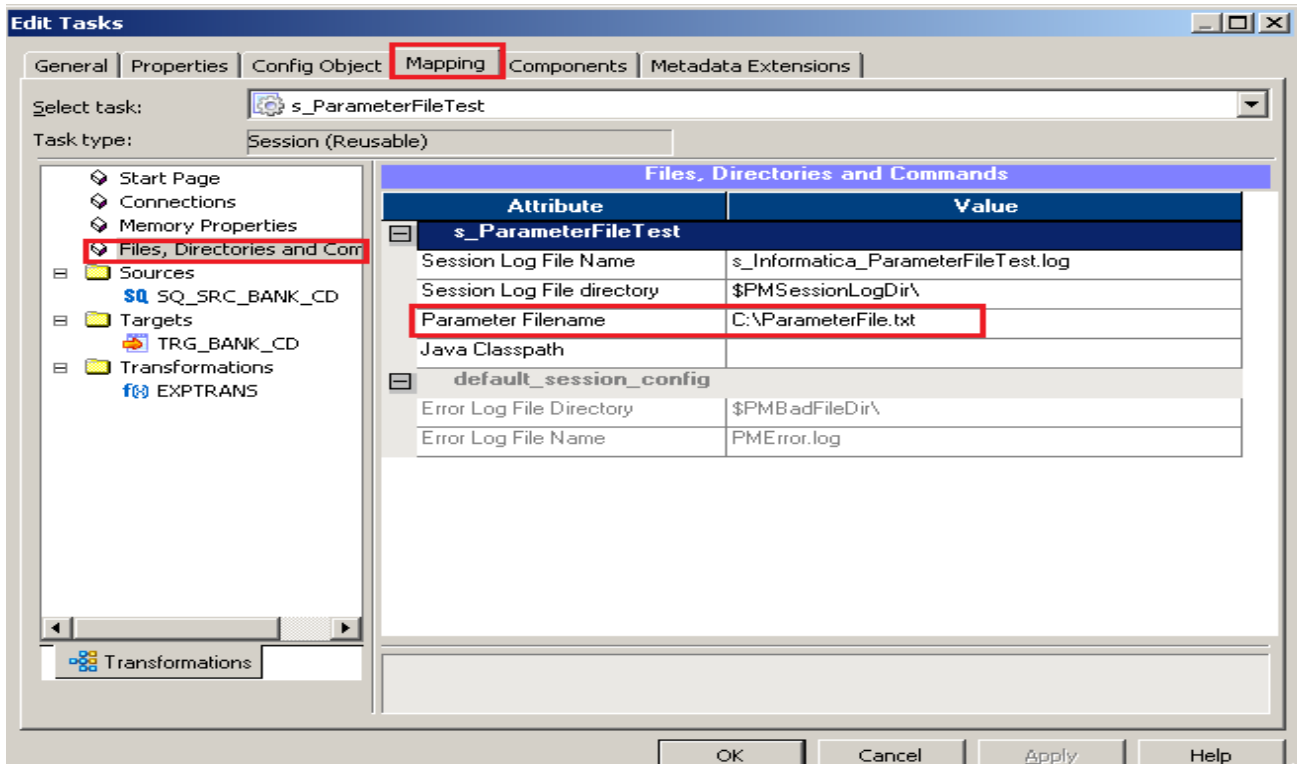 Edit Tasks
General Properties Config Object Mapping Components Metadata Extensions
Select task: s_ParameterFileTest
Task type: Session (Reusable)
Start Page
Connections
Memory Properties
Files, Directories and Com
Sources
SQ SQ_SRC_BANK_CD
Targets
TRG_BANK_CD
Transformations
f(x) EXPTRANS
Transformations
Files, Directories and Commands
Attribute Value
s_ParameterFileTest
Session Log File Name s_Informatica_ParameterFileTest.log
Session Log File directory $PMSessionLogDir\
Parameter Filename C:\ParameterFile.txt
Java Classpath
default_session_config
Error Log File Directory $PMBadFileDir\
Error Log File Name PMError.log
OK Cancel Apply Help